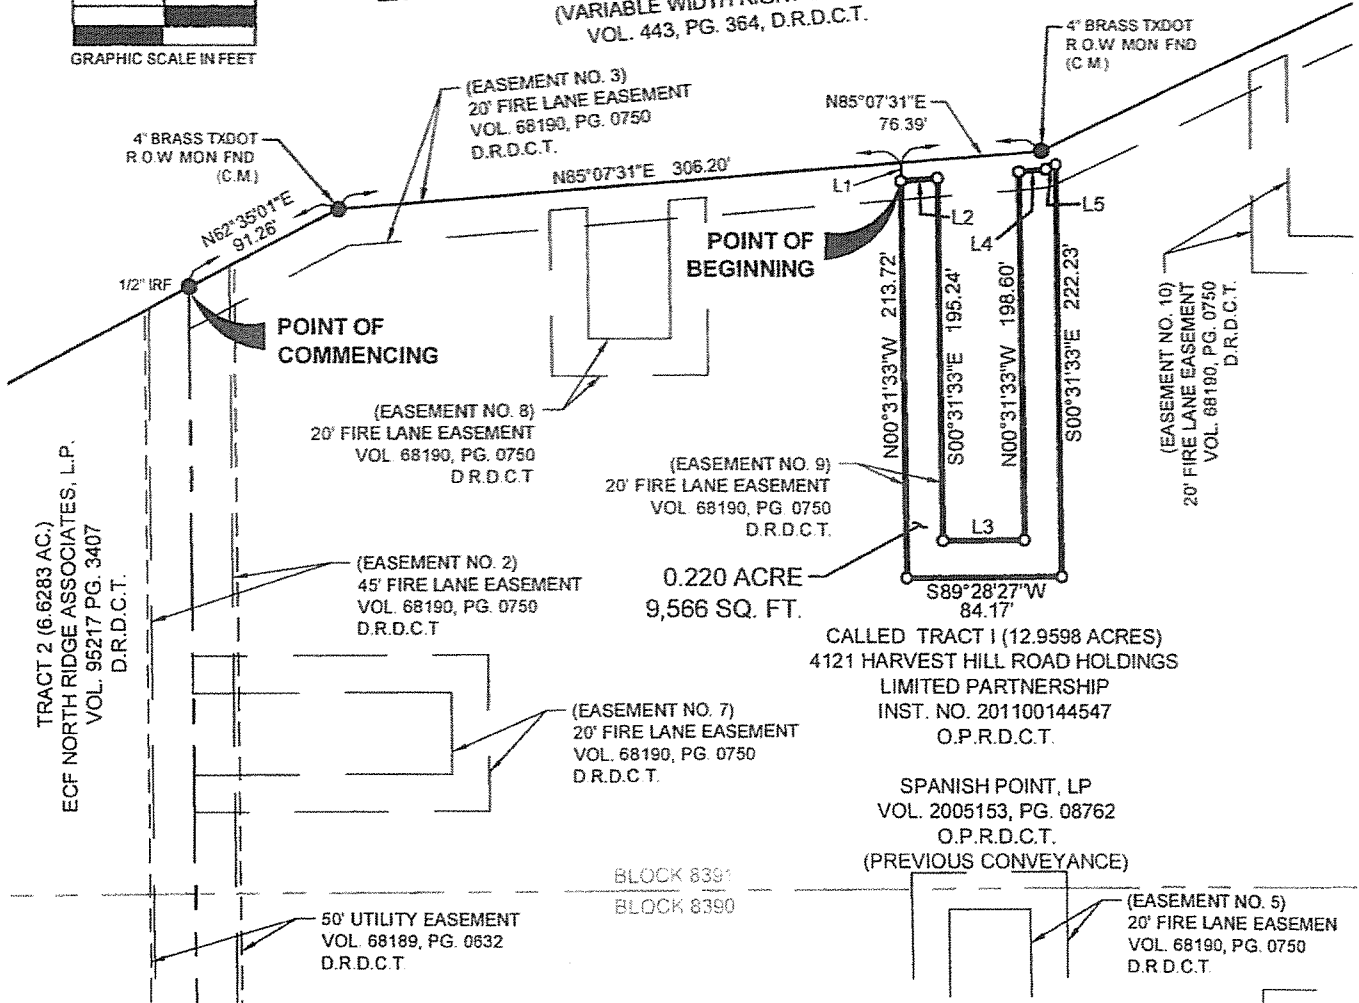 GRAPHIC SCALE IN FEET
(VARIABLE WIDTH
VOL. 443, PG. 364, D.R.D.C.T.
4" BRASS TXDOT
R.O.W MON FND
(C.M.)
(EASEMENT NO. 3)
20' FIRE LANE EASEMENT
VOL. 68190, PG. 0750
D.R.D.C.T.
N85°07'31"E
76.39'
4" BRASS TXDOT
R.O.W MON FND
(C.M.)
N85°07'31"E 306.20'
L1
L2
L4
L5
N62°35'01"E
91.26'
1/2" IRF
POINT OF
BEGINNING
POINT OF
COMMENCING
N00°31'33"W 213.72'
S00°31'33"E 195.24'
N00°31'33"W 198.60'
S00°31'33"E 222.23'
(EASEMENT NO. 10)
20' FIRE LANE EASEMENT
VOL. 68190, PG. 0750
D.R.D.C.T.
(EASEMENT NO. 8)
20' FIRE LANE EASEMENT
VOL. 68190, PG. 0750
D.R.D.C.T
(EASEMENT NO. 9)
20' FIRE LANE EASEMENT
VOL. 68190, PG. 0750
D.R.D.C.T.
L3
TRACT 2 (6.6283 AC.)
ECF NORTH RIDGE ASSOCIATES, L.P.
VOL. 95217 PG. 3407
D.R.D.C.T.
(EASEMENT NO. 2)
45' FIRE LANE EASEMENT
VOL. 68190, PG. 0750
D.R.D.C.T
0.220 ACRE
9,566 SQ. FT.
S89°28'27"W
84.17'
CALLED TRACT I (12.9598 ACRES)
4121 HARVEST HILL ROAD HOLDINGS
LIMITED PARTNERSHIP
INST. NO. 201100144547
O.P.R.D.C.T.
(EASEMENT NO. 7)
20' FIRE LANE EASEMENT
VOL. 68190, PG. 0750
D.R.D.C.T.
SPANISH POINT, LP
VOL. 2005153, PG. 08762
O.P.R.D.C.T.
(PREVIOUS CONVEYANCE)
BLOCK 8391
BLOCK 8390
50' UTILITY EASEMENT
VOL. 68189, PG. 0632
D.R.D.C.T.
(EASEMENT NO. 5)
20' FIRE LANE EASEMEN
VOL. 68190, PG. 0750
D.R.D.C.T.